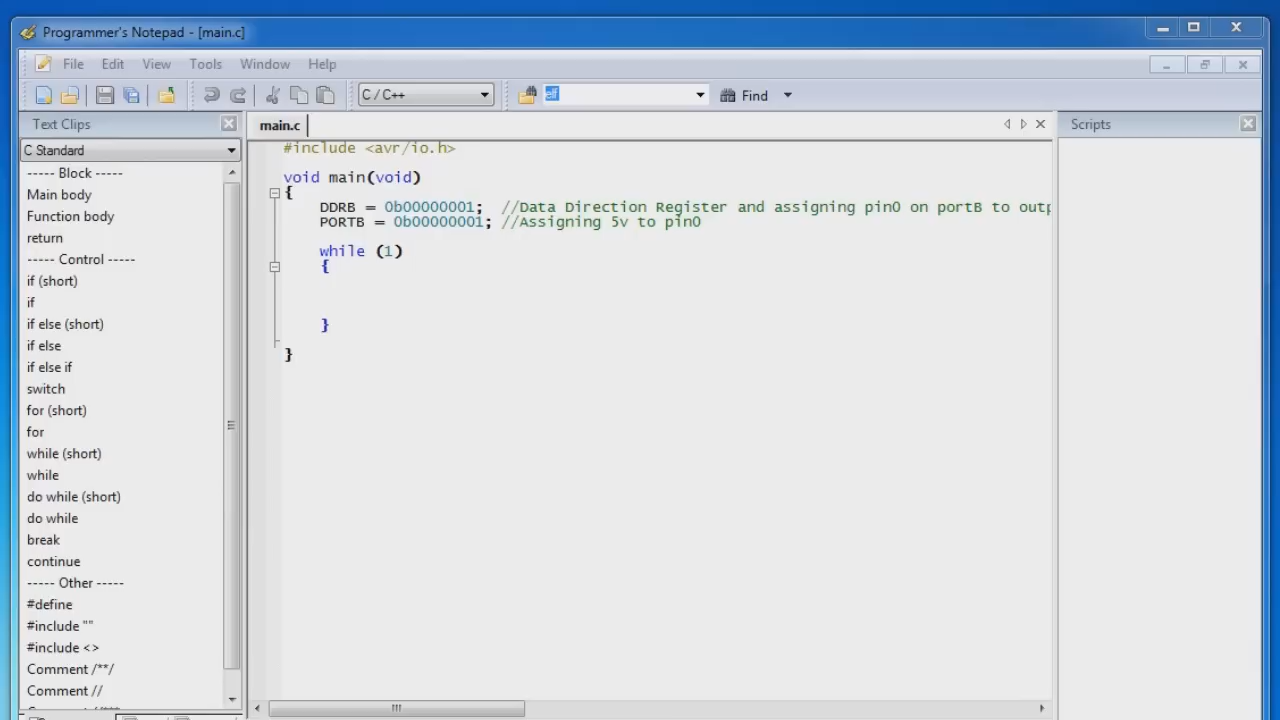 Programmer's Notepad - [main.c]
File Edit View Tools Window Help
C / C++ elf Find
Text Clips
C Standard
----- Block -----
Main body
Function body
return
----- Control -----
if (short)
if
if else (short)
if else
if else if
switch
for (short)
for
while (short)
while
do while (short)
do while
break
continue
----- Other -----
#define
#include ""
#include <>
Comment /**/
Comment //
main.c
#include <avr/io.h>
void main(void)
{
DDRB = 0b00000001; //Data Direction Register and assigning pin0 on portB to outp
PORTB = 0b00000001; //Assigning 5v to pin0
while (1)
{
}
}
Scripts